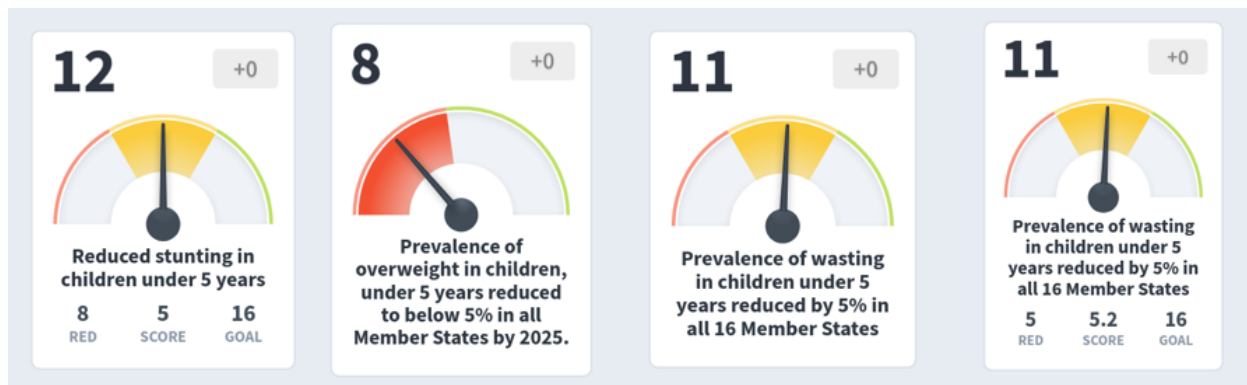 12
+0
Reduced stunting in
children under 5 years
8 5 16
RED SCORE GOAL
8
+0
Prevalence of
overweight in children,
under 5 years reduced
to below 5% in all
Member States by 2025.
11
+0
Prevalence of wasting
in children under 5
years reduced by 5% in
all 16 Member States
11
+0
Prevalence of wasting
in children under 5
years reduced by 5% in
all 16 Member States
5 5.2 16
RED SCORE GOAL